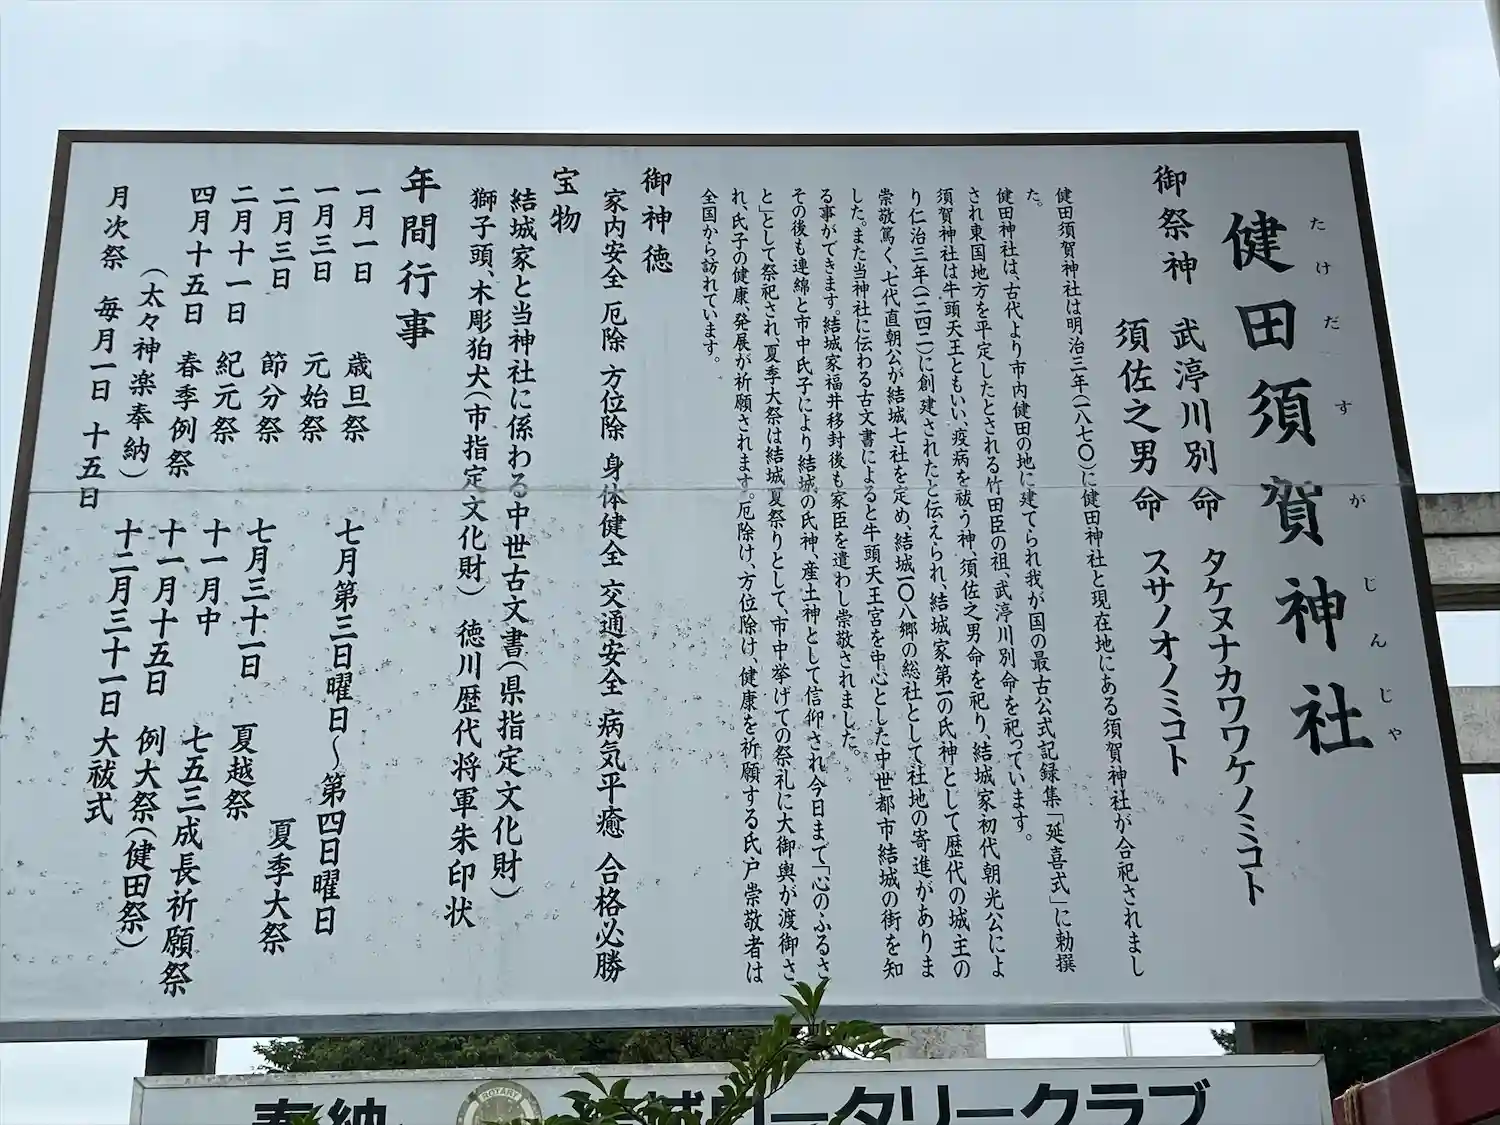 たけだすがじんじゃ
健田須賀神社
御祭神 武渟川別命 タケヌナカワワケノミコト
須佐之男命 スサノオノミコト
健田須賀神社は明治三年(一八七〇)に健田神社と現在地にある須賀神社が合祀されまし
た。
健田神社は、古代より市内健田の地に建てられ我が国の最古公式記録集「延喜式」に勅撰
され東国地方を平定したとされる竹田臣の祖、武渟川別命を祀っています。
須賀神社は牛頭天王ともいい、疫病を祓う神、須佐之男命を祀り、結城家初代朝光公によ
り仁治三年(一二四二)に創建されたと伝えられ、結城家第一の氏神として歴代の城主の
崇敬篤く、七代直朝公が結城七社を定め、結城一〇八郷の総社として社地の寄進がありま
した。また当神社に伝わる古文書によると牛頭天王宮を中心とした中世都市結城の街を知
る事ができます。結城家福井移封後も家臣を遣わし崇敬されました。
その後も連綿と市中氏子により結城の氏神、産土神として信仰され今日まで「心のふるさ
と」として祭祀され、夏季大祭は結城夏祭りとして、市中挙げての祭礼に大御輿が渡御さ
れ、氏子の健康、発展が祈願されます。厄除け、方位除け、健康を祈願する氏戸崇敬者は
全国から訪れています。
御神徳
家内安全 厄除 方位除 身体健全 交通安全 病気平癒 合格必勝
宝物
結城家と当神社に係わる中世古文書(県指定文化財)
獅子頭、木彫狛犬(市指定文化財) 徳川歴代将軍朱印状
年間行事
一月一日 歳旦祭
一月三日 元始祭
二月三日 節分祭
二月十一日 紀元祭
四月十五日 春季例祭
(太々神楽奉納)
月次祭 毎月一日 十五日
七月第三日曜日〜第四日曜日
夏季大祭
七月三十一日 夏越祭
十一月中 七五三成長祈願祭
十一月十五日 例大祭(健田祭)
十二月三十一日 大祓式
奉納
ROTARY
結城ロータリークラブ